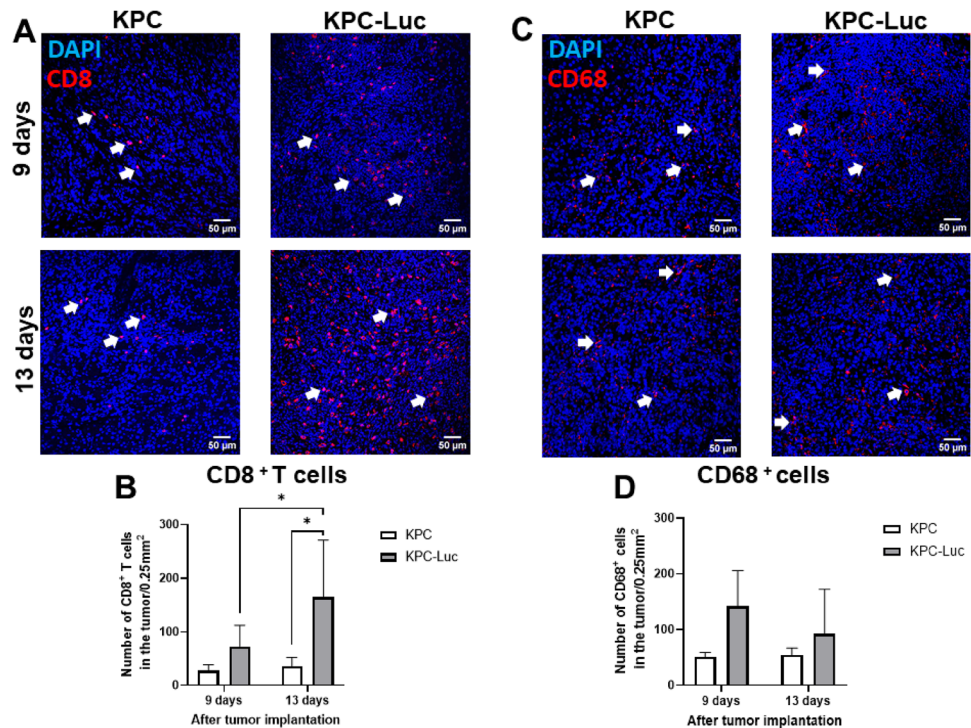 A
KPC
KPC-Luc
DAPI
CD8
9 days
50 µm
50 µm
13 days
50 µm
50 µm
C
KPC
KPC-Luc
DAPI
CD68
50 µm
50 µm
50 µm
50 µm
B
CD8⁺ T cells
Number of CD8⁺ T cells
in the tumor/0.25mm²
300
200
100
0
*
*
KPC
KPC-Luc
9 days
13 days
After tumor implantation
D
CD68⁺ cells
Number of CD68⁺ cells
in the tumor/0.25mm²
300
200
100
0
KPC
KPC-Luc
9 days
13 days
After tumor implantation